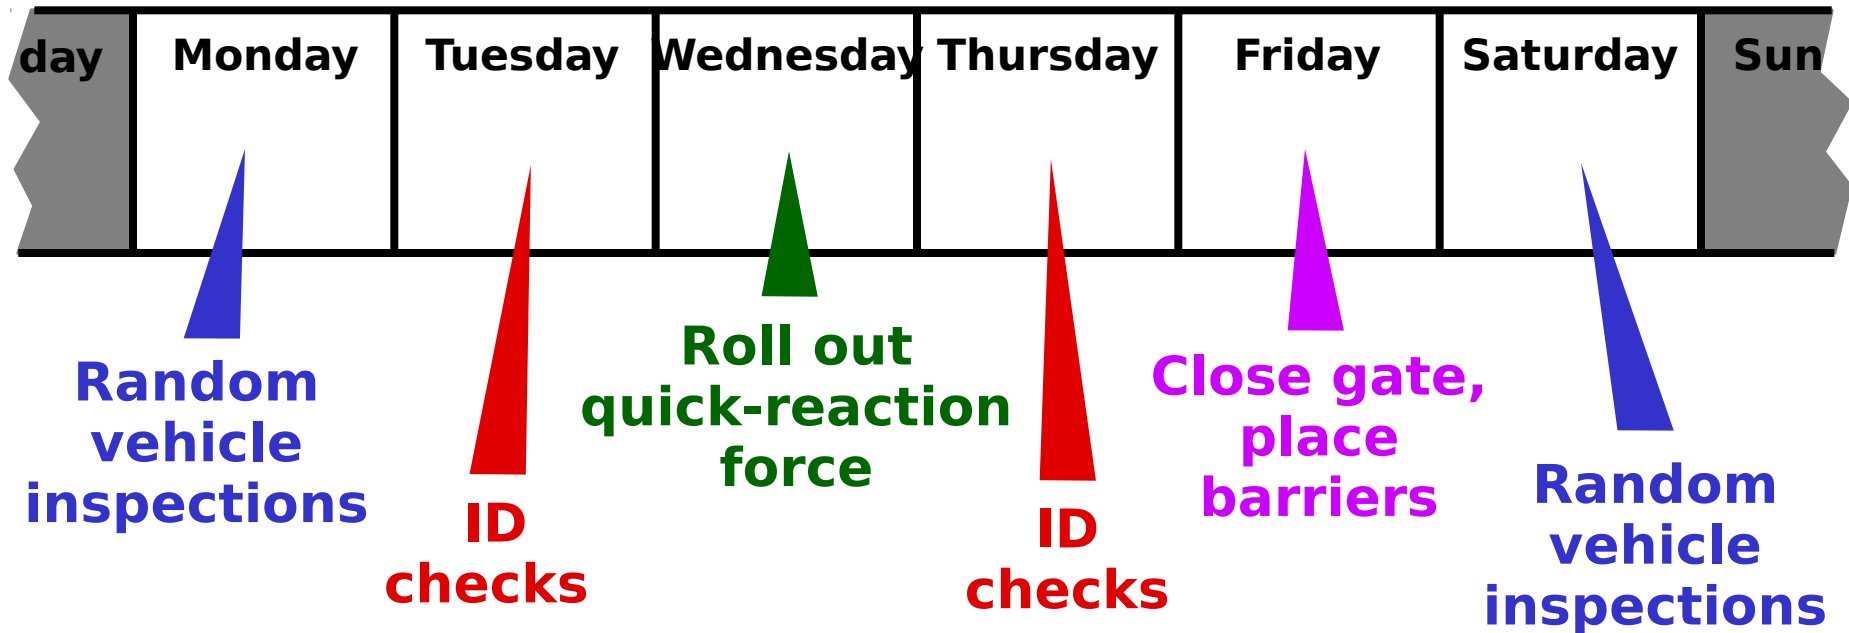 day Monday Tuesday Wednesday Thursday Friday Saturday Sun
Random
vehicle
inspections
ID
checks
Roll out
quick-reaction
force
ID
checks
Close gate,
place
barriers
Random
vehicle
inspections